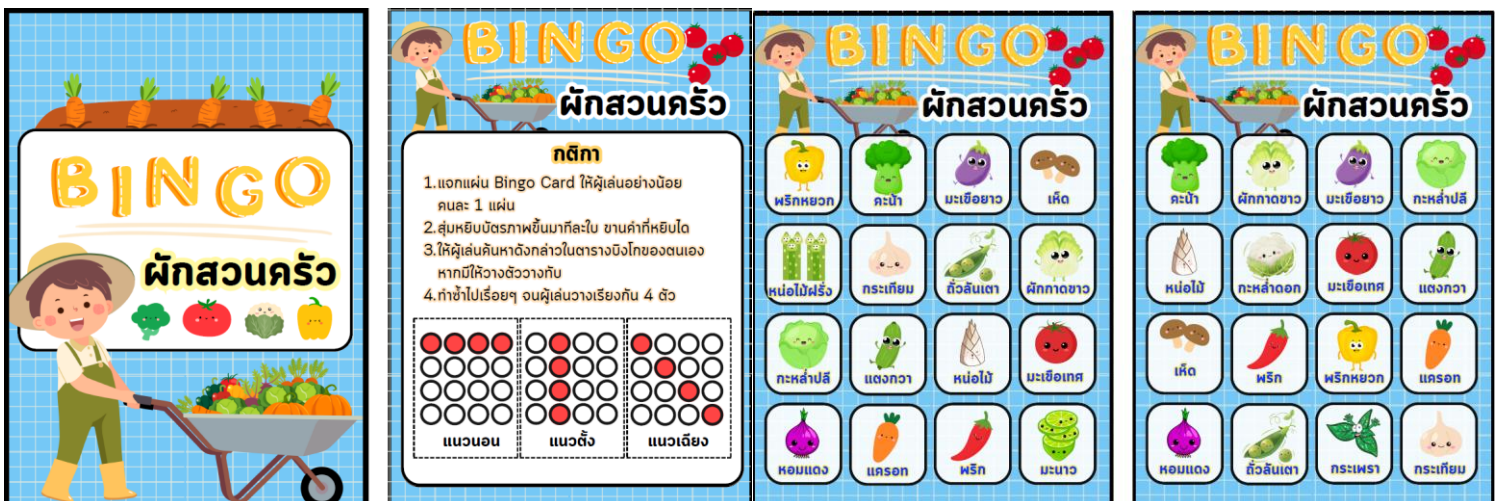 BINGO
ผักสวนครัว
BINGO
ผักสวนครัว
กติกา
1.แจกแผ่น Bingo Card ให้ผู้เล่นอย่างน้อย
คนละ 1 แผ่น
2.สุ่มหยิบบัตรภาพขึ้นมาทีละใบ ขานคำที่หยิบได
3.ให้ผู้เล่นค้นหาดังกล่าวในตารางบิงโกของตนเอง
หากมีให้วางตัววางทับ
4.ทำซ้ำไปเรื่อยๆ จนผู้เล่นวางเรียงกัน 4 ตัว
แนวนอน แนวตั้ง แนวเฉียง
BINGO
ผักสวนครัว
พริกหยวก คะน้า มะเขือยาว เห็ด
หน่อไม้ฝรั่ง กระเทียม ถั่วลันเตา ผักกาดขาว
กะหล่ำปลี แตงกวา หน่อไม้ มะเขือเทศ
หอมแดง แครอท พริก มะนาว
BINGO
ผักสวนครัว
คะน้า ผักกาดขาว มะเขือยาว กะหล่ำปลี
หน่อไม้ กะหล่ำดอก มะเขือเทศ แตงกวา
เห็ด พริก พริกหยวก แครอท
หอมแดง ถั่วลันเตา กระเพรา กระเทียม